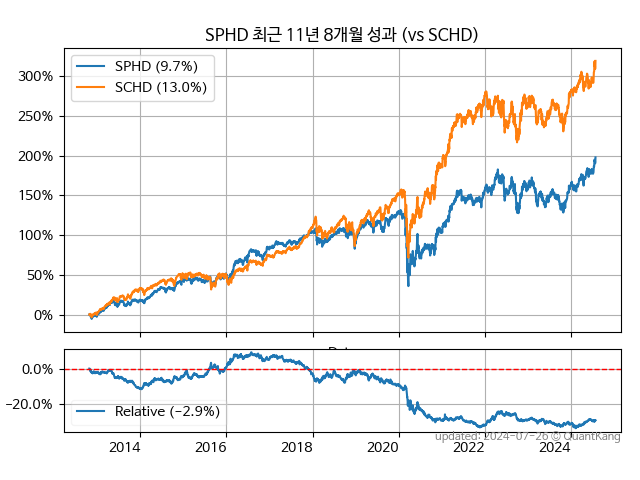 SPHD 최근 11년 8개월 성과 (vs SCHD)
SPHD (9.7%)
SCHD (13.0%)
300%
250%
200%
150%
100%
50%
0%
0.0%
−20.0%
Relative (−2.9%)
2014 2016 2018 2020 2022 2024
updated: 2024-07-26 © QuantKang